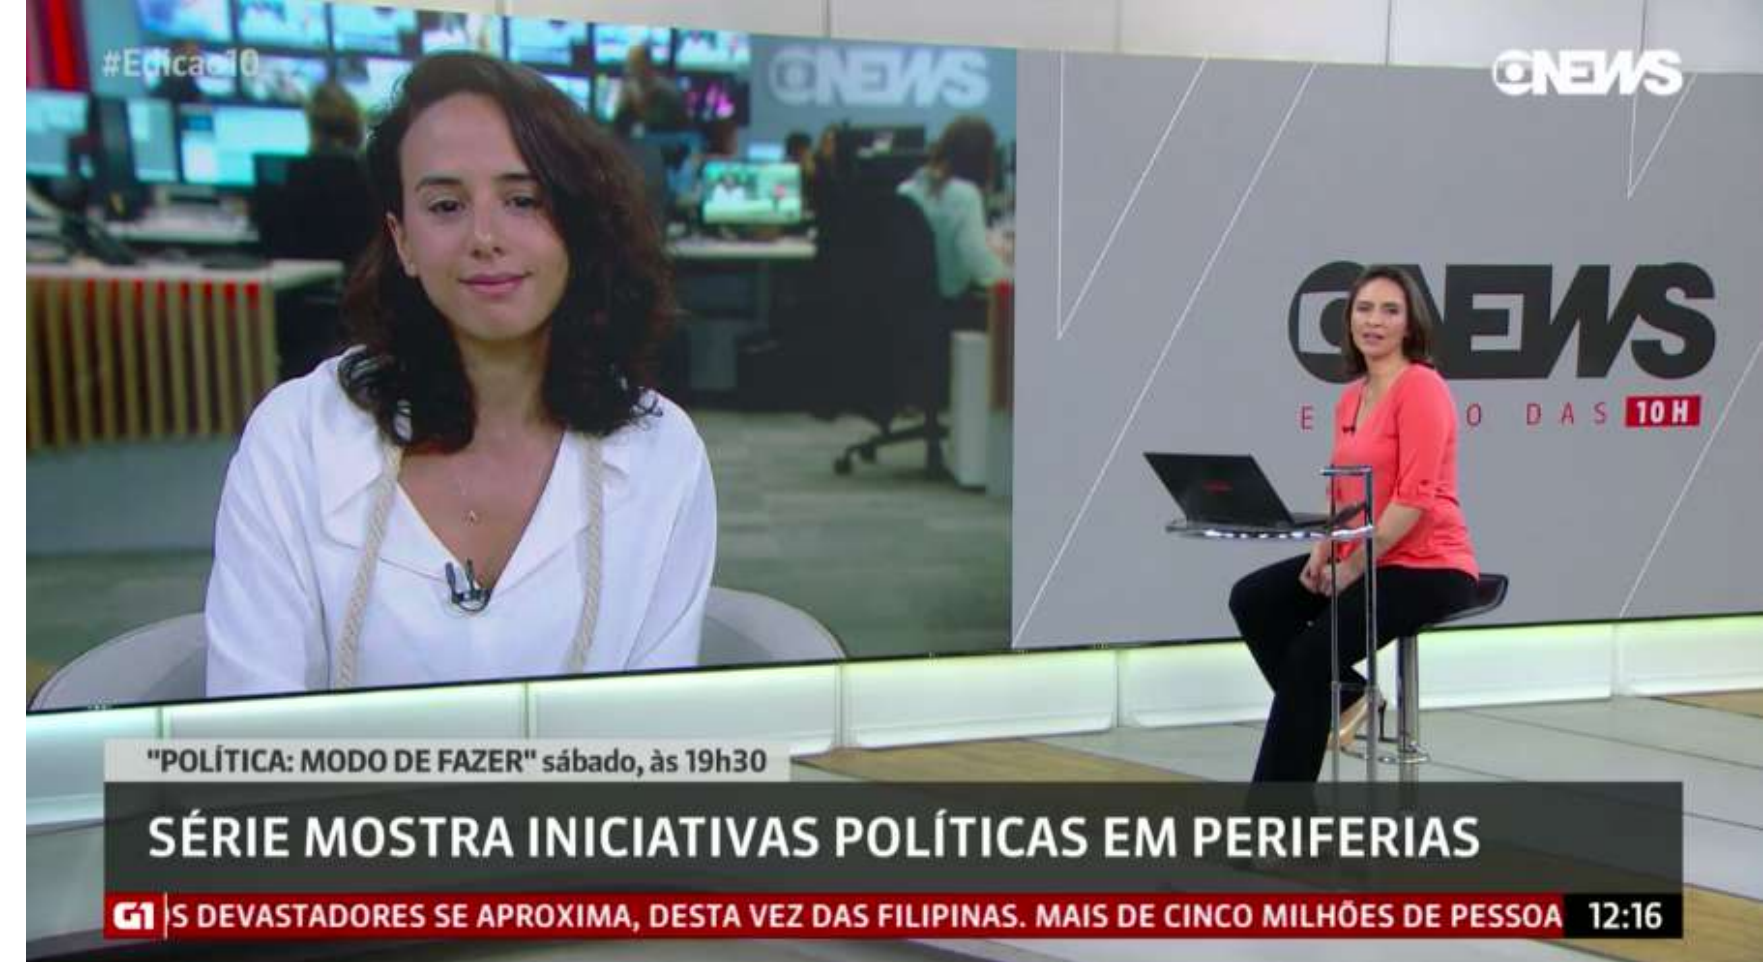 #Edicao10
GNEWS
GNEWS
GNEWS
DAS 10H
"POLÍTICA: MODO DE FAZER" sábado, às 19h30
SÉRIE MOSTRA INICIATIVAS POLÍTICAS EM PERIFERIAS
G1 S DEVASTADORES SE APROXIMA, DESTA VEZ DAS FILIPINAS. MAIS DE CINCO MILHÕES DE PESSOA 12:16